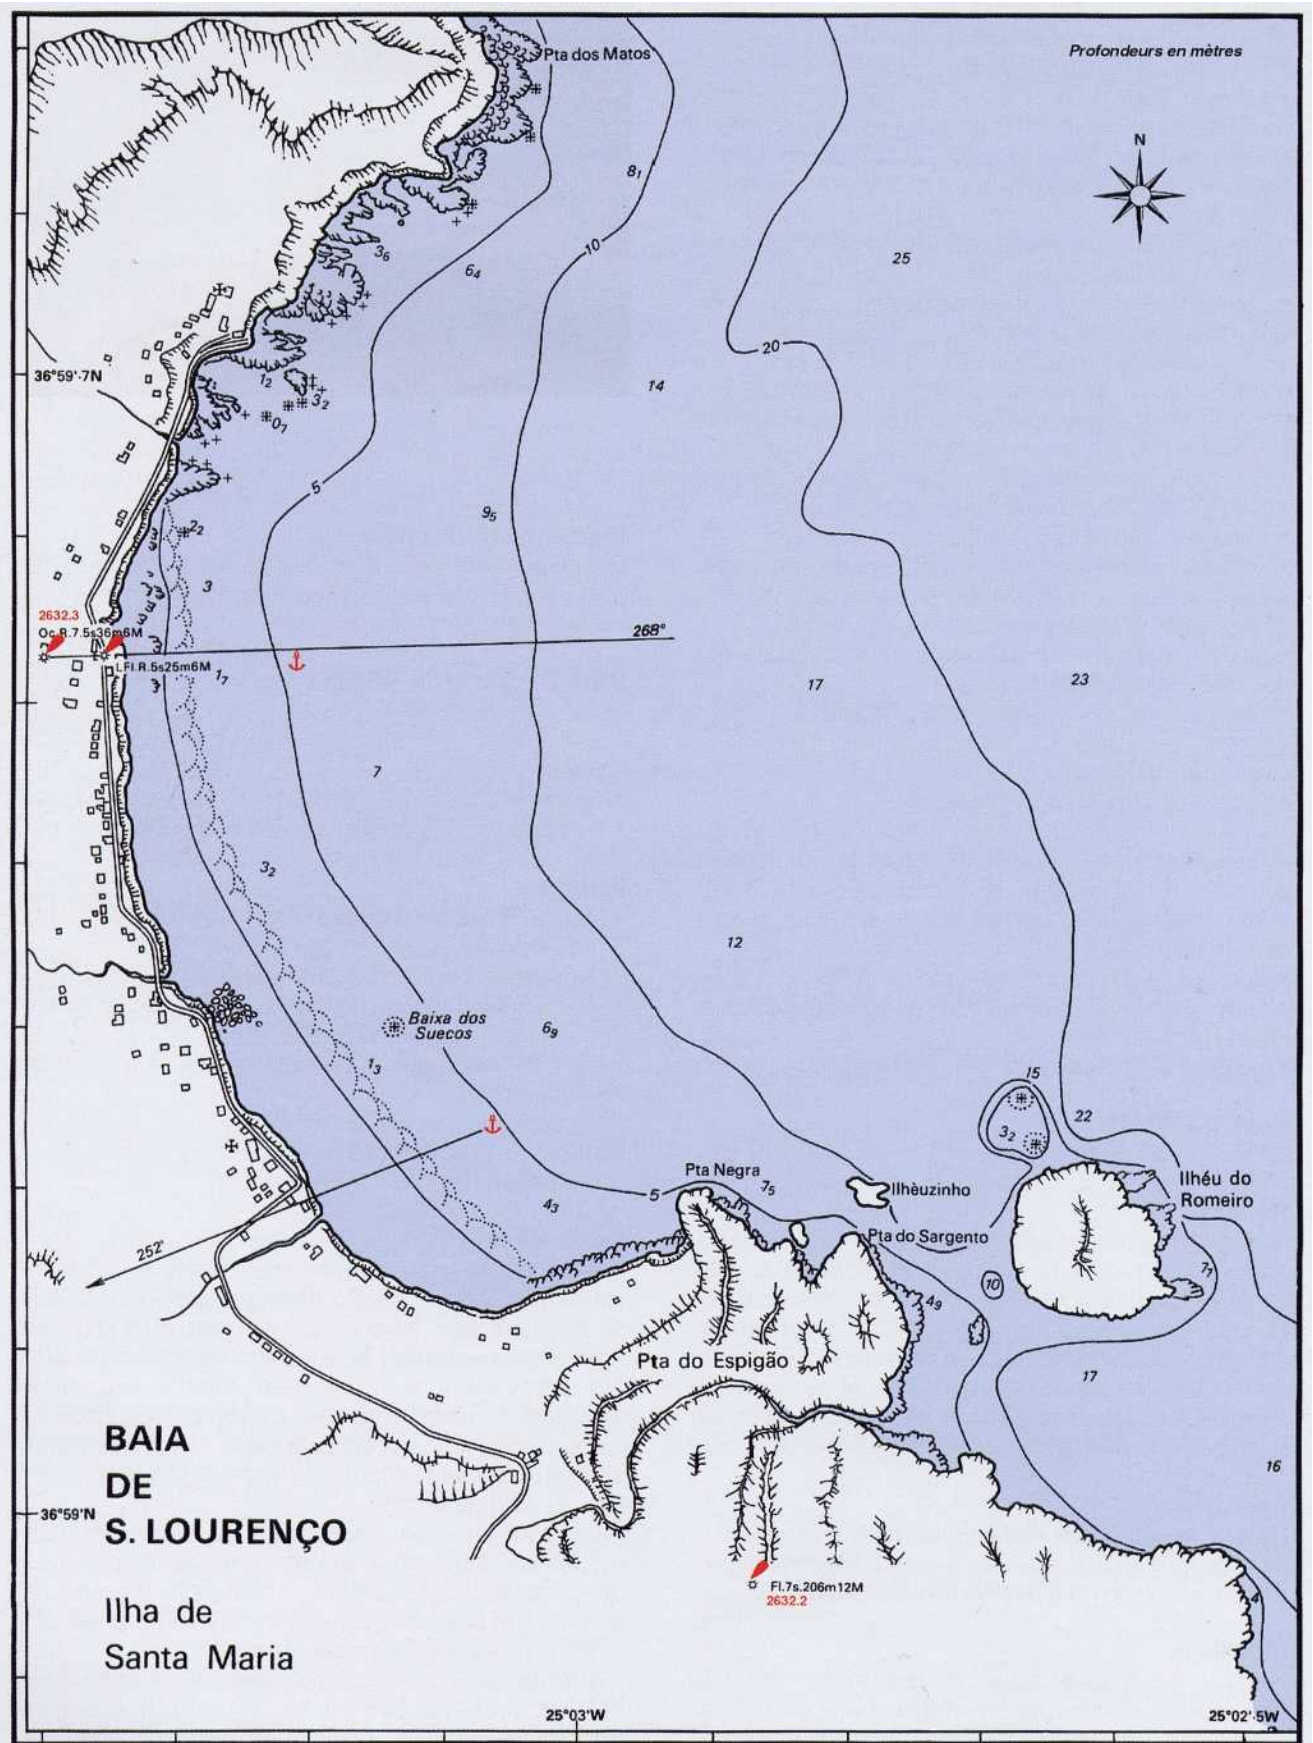 Pta dos Matos
Profondeurs en mètres
N
8₁
3₆
6₄
10
25
20
36°59'·7N
14
1₂
3₂
0₇
5
9₅
2₂
3
2632.3
Oc.R.7.5s36m6M
268°
LFl.R.5s25m6M
1₇
17
23
7
3₂
12
Baixa dos
Suecos
6₉
1₃
15
22
3₂
Pta Negra
7₅
Ilhéu do
Romeiro
Ilhèuzinho
5
4₃
Pta do Sargento
252'
7₇
10
4₉
Pta do Espigão
17
BAIA
DE
S. LOURENÇO
16
36°59'N
Fl.7s.206m12M
2632.2
Ilha de
Santa Maria
25°03'W
25°02'·5W